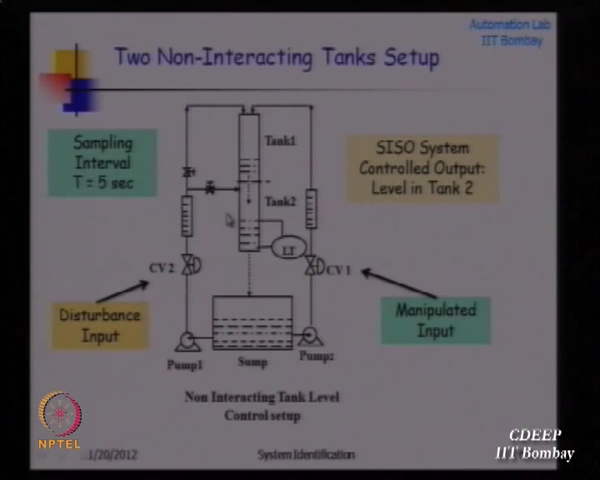 Automation Lab
IIT Bombay
Two Non-Interacting Tanks Setup
Sampling
Interval
T = 5 sec
Tank1
SISO System
Controlled Output:
Level in Tank 2
Tank2
LT
CV 2
CV 1
Disturbance
Input
Manipulated
Input
Pump1
Sump
Pump2
Non Interacting Tank Level
Control setup
NPTEL
1/20/2012
System Identification
CDEEP
IIT Bombay